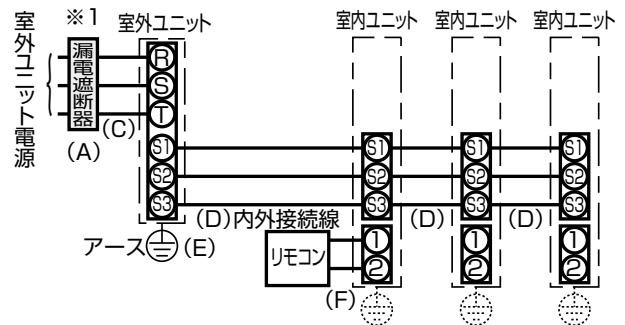 ※1
室外ユニット電源
漏電遮断器
(A)
(C)
室外ユニット
R
S
T
S1
S2
S3
アース
(E)
(D)内外接続線
リモコン
(F)
室内ユニット
S1
S2
S3
1
2
(D)
室内ユニット
S1
S2
S3
1
2
(D)
室内ユニット
S1
S2
S3
1
2